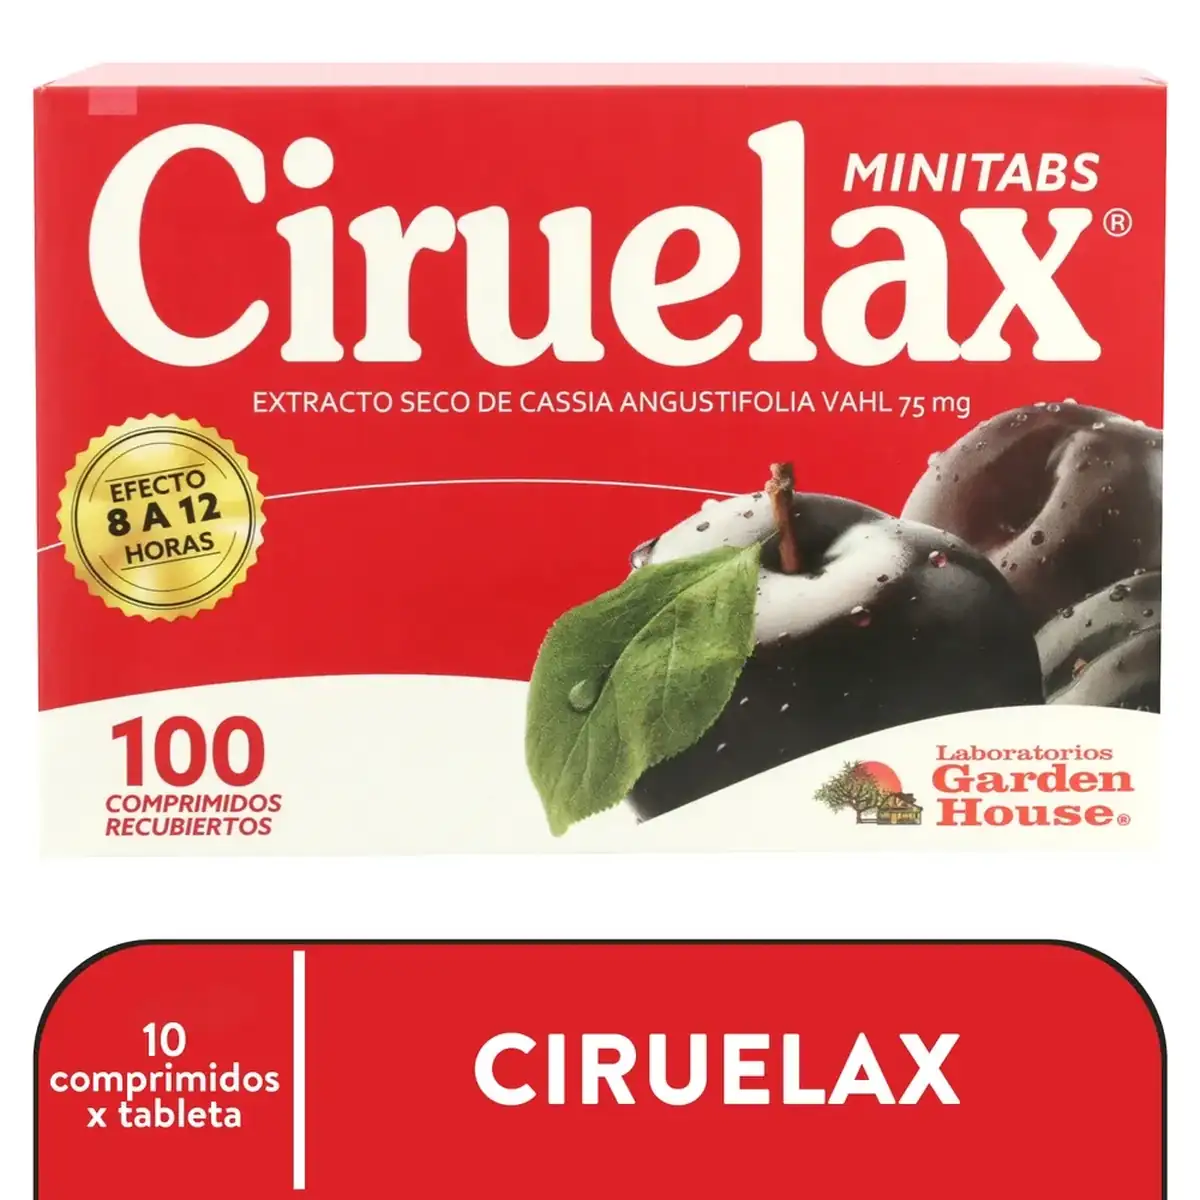 Ciruelax
MINITABS
®
EXTRACTO SECO DE CASSIA ANGUSTIFOLIA VAHL 75 mg
EFECTO
8 A 12
HORAS
100
COMPRIMIDOS
RECUBIERTOS
Laboratorios
Garden
House®
10
comprimidos
x tableta
CIRUELAX